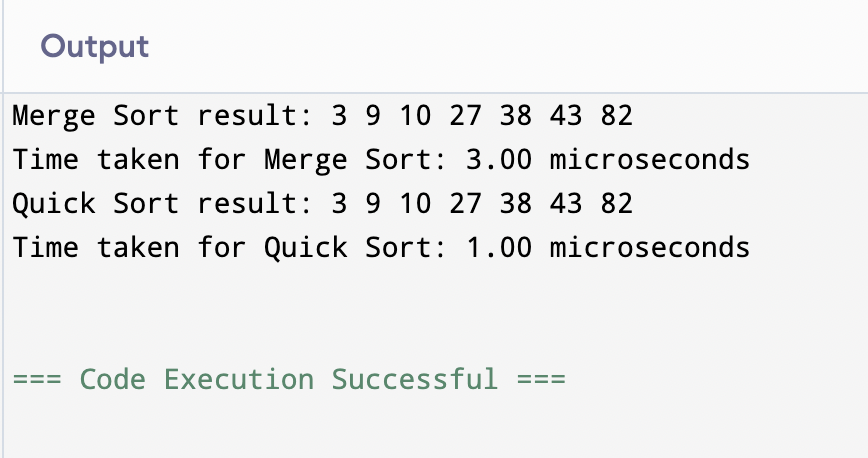 Output
Merge Sort result: 3 9 10 27 38 43 82
Time taken for Merge Sort: 3.00 microseconds
Quick Sort result: 3 9 10 27 38 43 82
Time taken for Quick Sort: 1.00 microseconds
=== Code Execution Successful ===